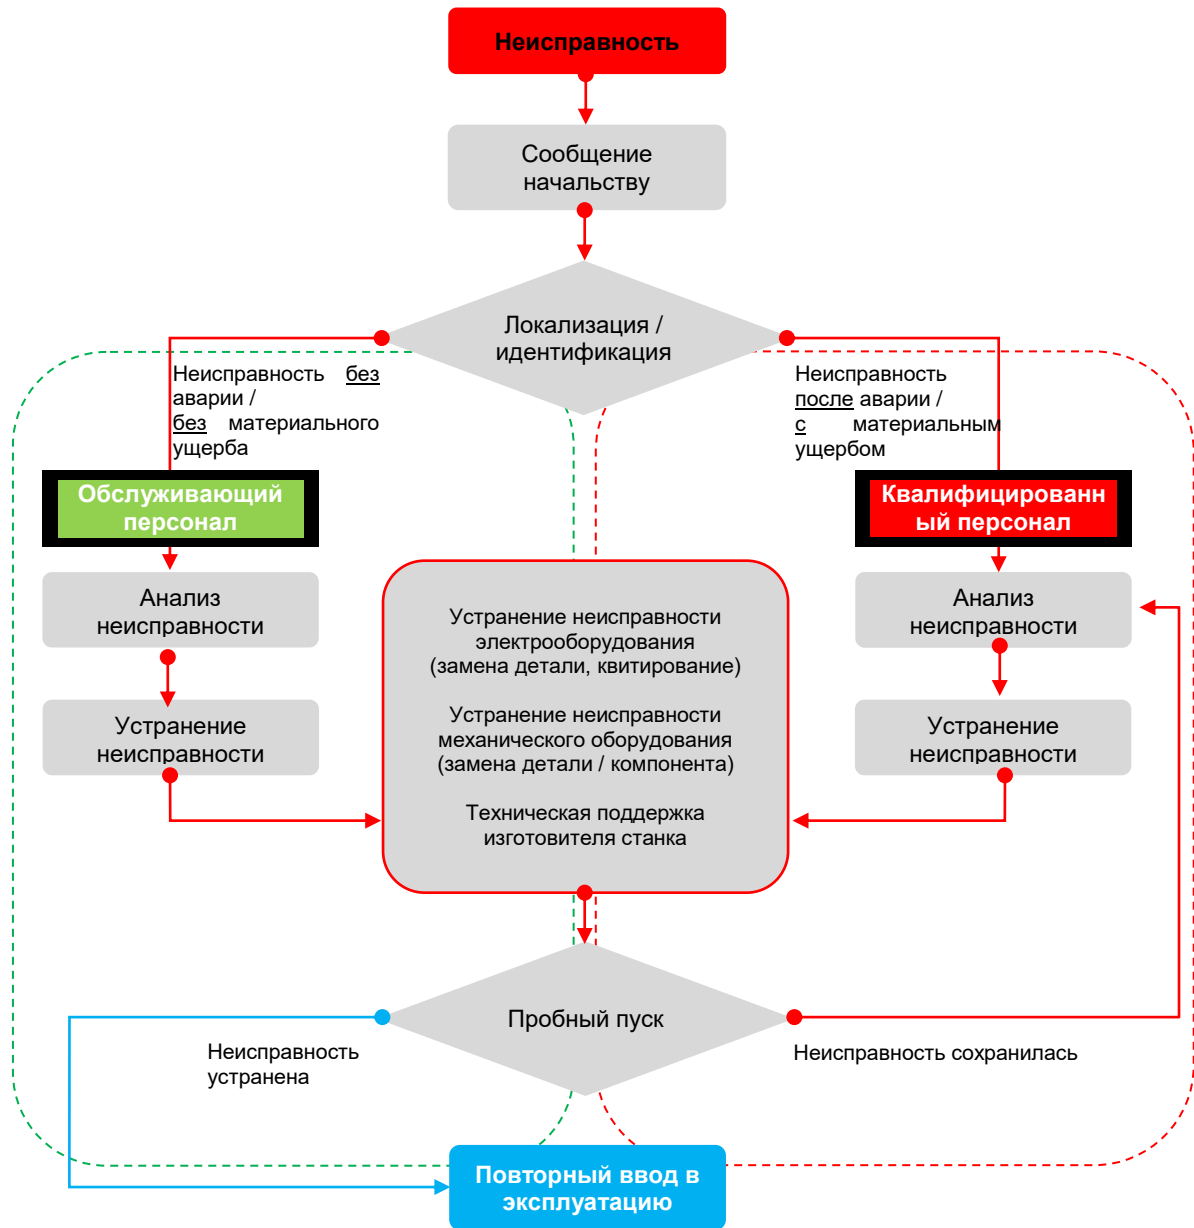 Неисправность
Сообщение
начальству
Локализация /
идентификация
Неисправность без
аварии /
без материального
ущерба
Неисправность
после аварии /
с материальным
ущербом
Обслуживающий
персонал
Квалифицированн
ый персонал
Анализ
неисправности
Анализ
неисправности
Устранение неисправности
электрооборудования
(замена детали, квитирование)
Устранение неисправности
механического оборудования
(замена детали / компонента)
Техническая поддержка
изготовителя станка
Устранение
неисправности
Устранение
неисправности
Пробный пуск
Неисправность
устранена
Неисправность сохранилась
Повторный ввод в
эксплуатацию